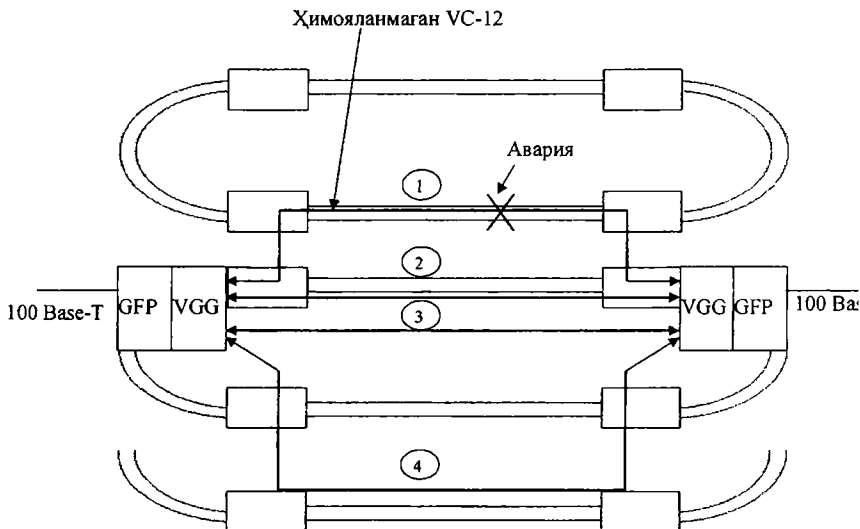 Ҳимояланмаган VC-12
Авария
1
2
100 Base-T
GFP
VGG
VGG
GFP
100 Bas
3
4